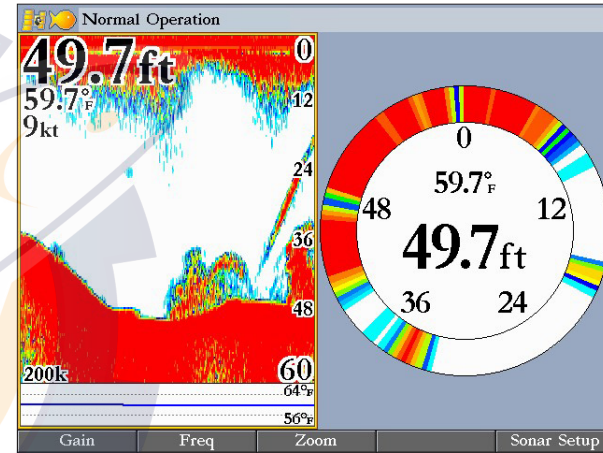 Normal Operation
49.7ft
59.7°F
9kt
0
12
24
36
48
60
200k
64°F
56°F
0
12
24
36
48
59.7°F
49.7ft
Gain
Freq
Zoom
Sonar Setup